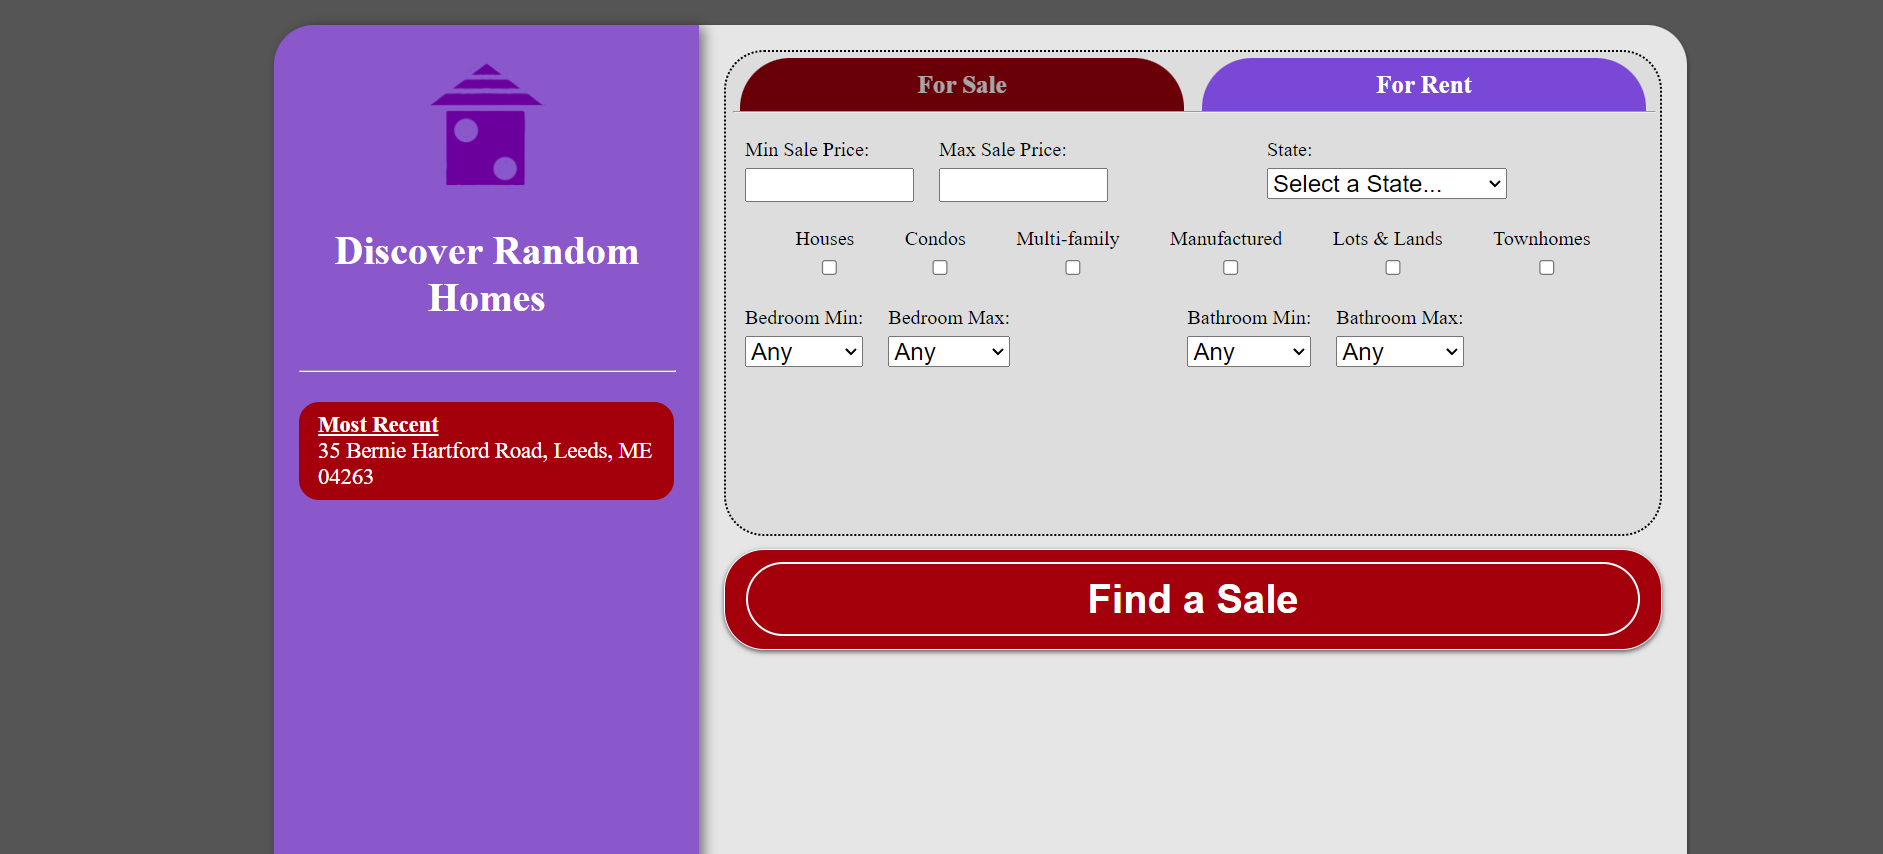 Discover Random
Homes
Most Recent
35 Bernie Hartford Road, Leeds, ME
04263
For Sale
For Rent
Min Sale Price:
Max Sale Price:
State:
Select a State...
Houses
Condos
Multi-family
Manufactured
Lots & Lands
Townhomes
Bedroom Min:
Bedroom Max:
Bathroom Min:
Bathroom Max:
Any
Any
Any
Any
Find a Sale